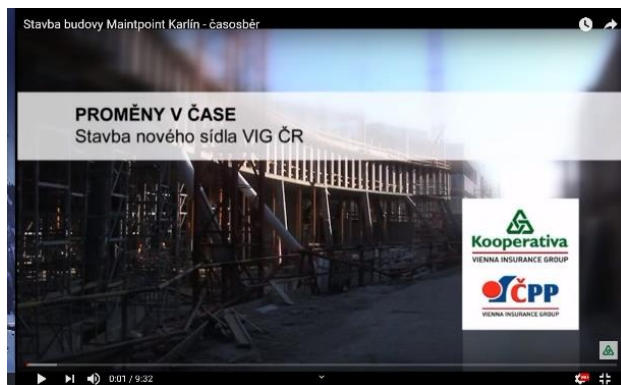 Stavba budovy Maintpoint Karlín - časosběr
PROMĚNY V ČASE
Stavba nového sídla VIG ČR
Kooperativa
VIENNA INSURANCE GROUP
ČPP
VIENNA INSURANCE GROUP
0:01 / 9:32